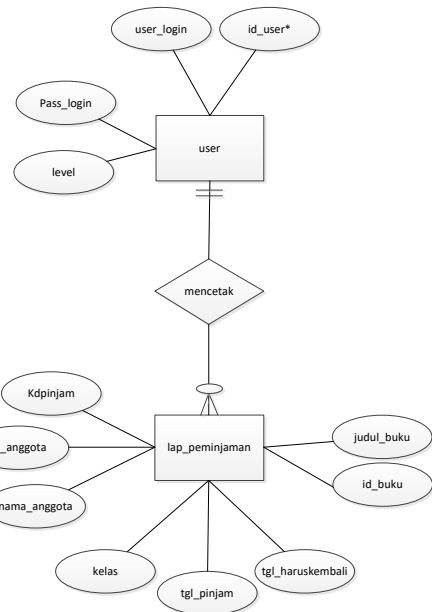 user_login
id_user*
Pass_login
user
level
mencetak
Kdpinjam
judul_buku
_anggota
lap_peminjaman
id_buku
nama_anggota
kelas
tgl_haruskembali
tgl_pinjam